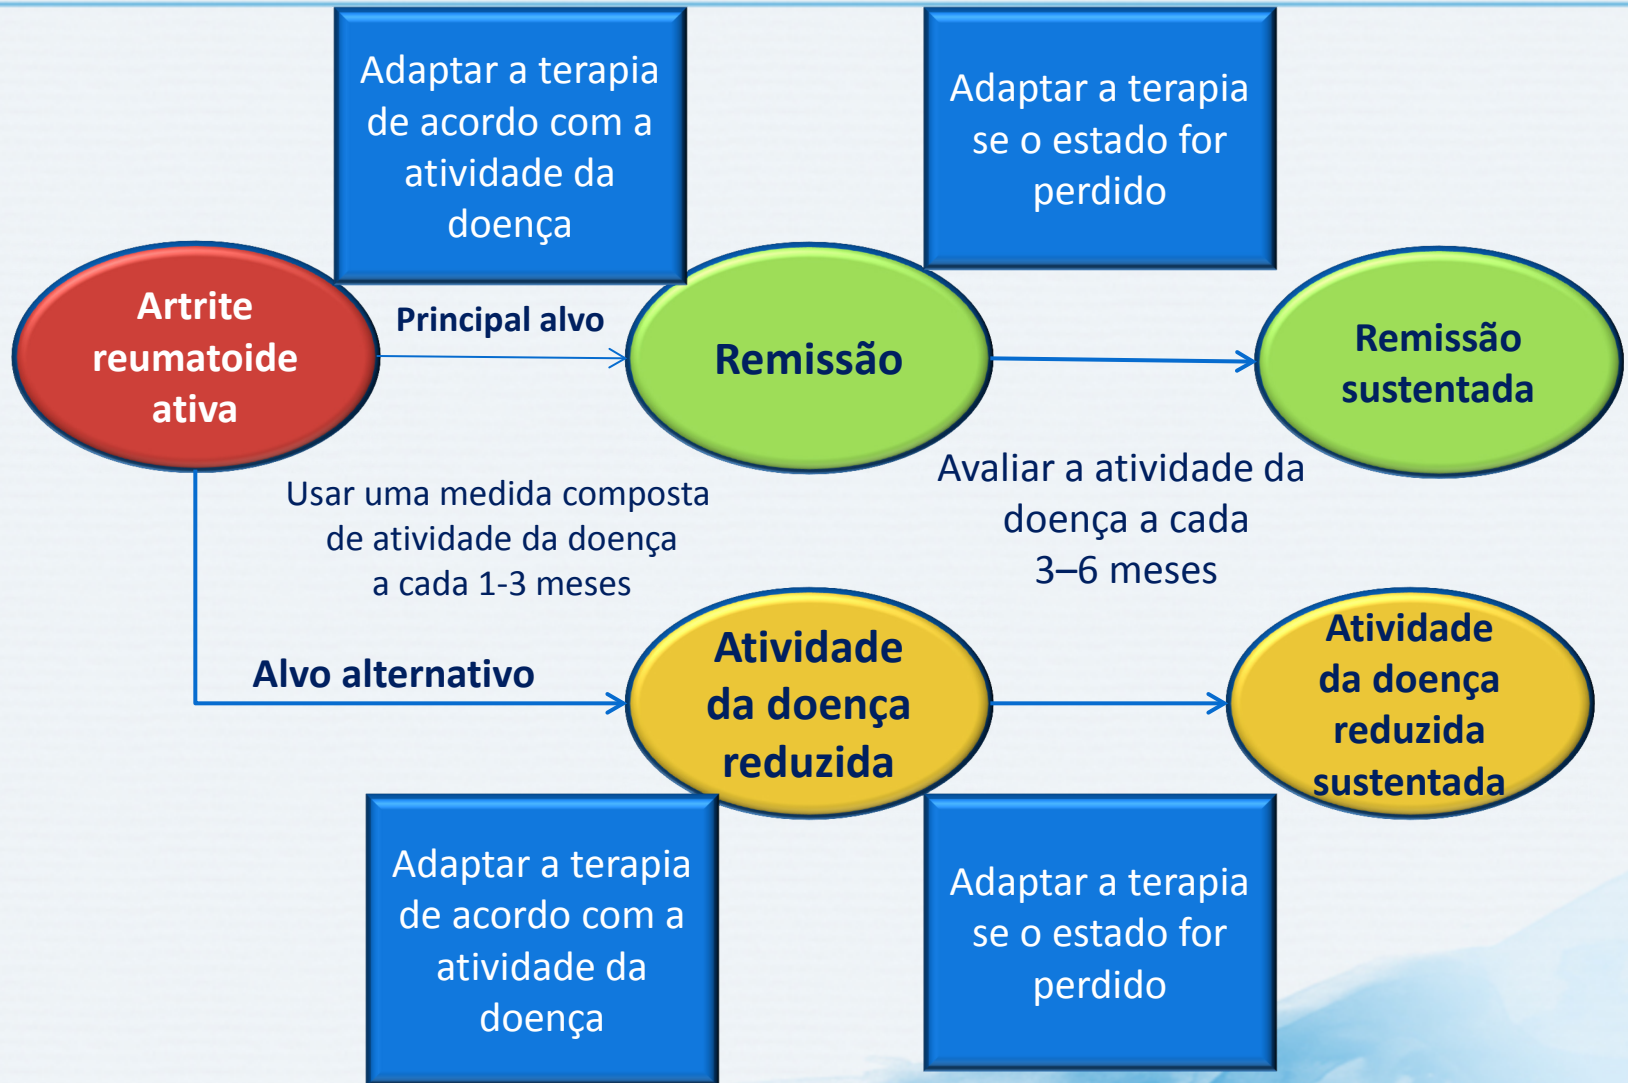 Adaptar a terapia
de acordo com a
atividade da
doença
Adaptar a terapia
se o estado for
perdido
Artrite
reumatoide
ativa
Principal alvo
Remissão
Remissão
sustentada
Usar uma medida composta
de atividade da doença
a cada 1-3 meses
Avaliar a atividade da
doença a cada
3–6 meses
Alvo alternativo
Atividade
da doença
reduzida
Atividade
da doença
reduzida
sustentada
Adaptar a terapia
de acordo com a
atividade da
doença
Adaptar a terapia
se o estado for
perdido